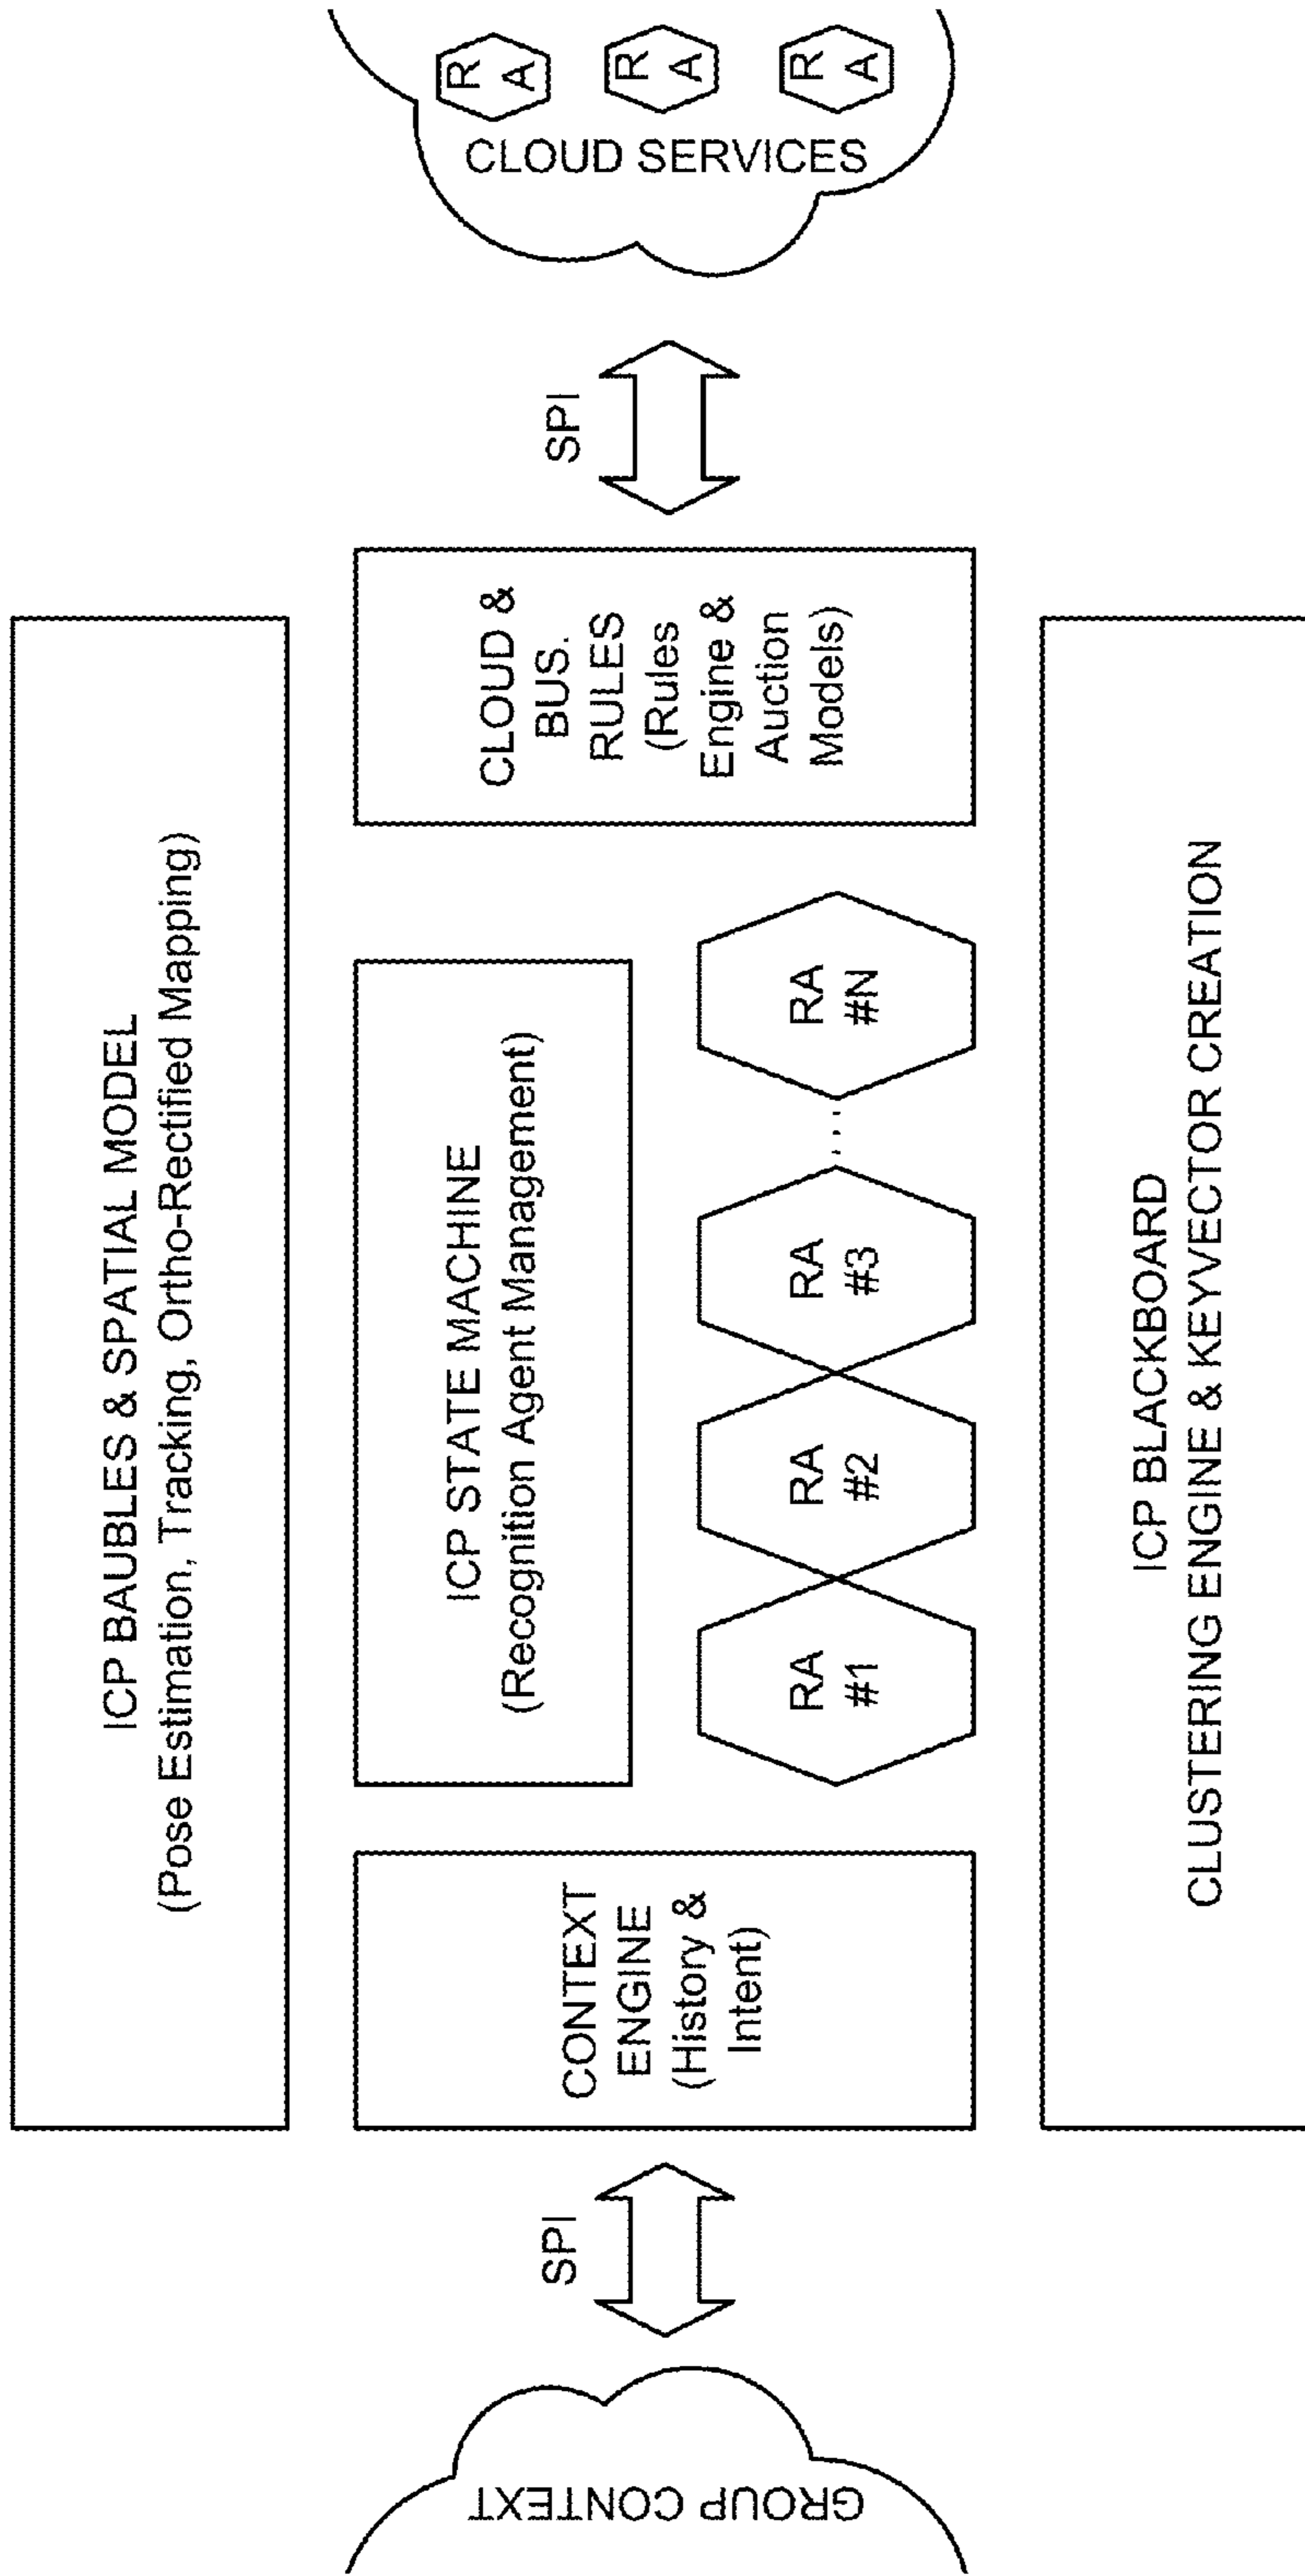 ICP BAUBLES & SPATIAL MODEL
(Pose Estimation, Tracking, Ortho-Rectified Mapping)
GROUP CONTEXT
SPI
CONTEXT
ENGINE
(History &
Intent)
ICP STATE MACHINE
(Recognition Agent Management)
RA
#1
RA
#2
RA
#3
....
RA
#N
CLOUD &
BUS.
RULES
(Rules
Engine &
Auction
Models)
SPI
CLOUD SERVICES
R
A
R
A
R
A
ICP BLACKBOARD
CLUSTERING ENGINE & KEYVECTOR CREATION